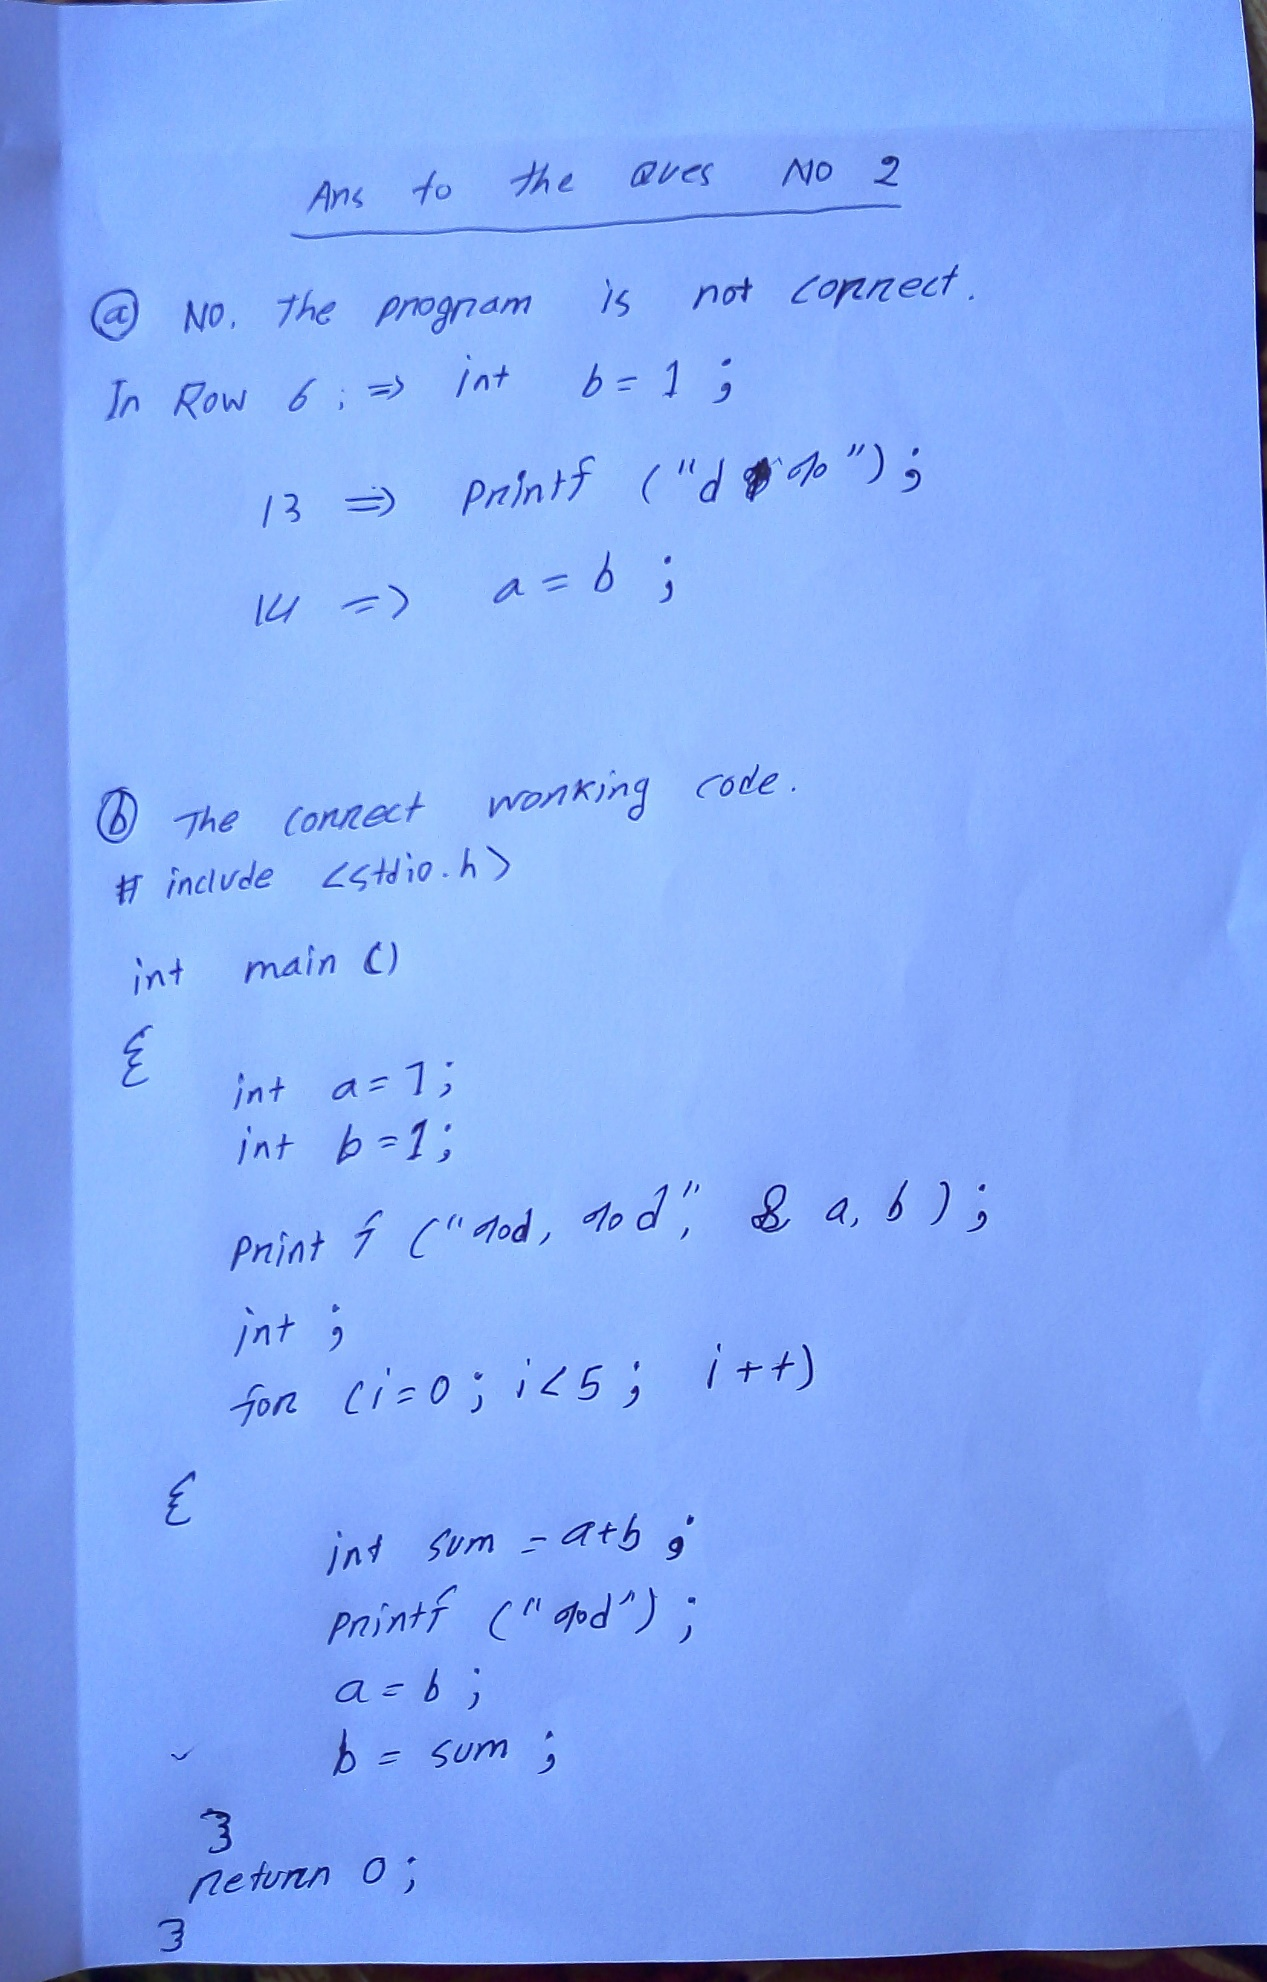 Ans to the Ques NO 2
(a) NO. The program is not correct.
In Row 6 ; => int b = 1 ;
13 => Printf ("d %");
14 => a = b ;
(b) The correct working code.
# include <stdio.h>
int main ()
{
int a = 1;
int b = 1;
print f ("%d, %d", & a, b );
int ;
for (i=0; i<5; i++)
{
int sum = a+b ;
printf ("%d");
a = b ;
b = sum ;
}
return 0 ;
}